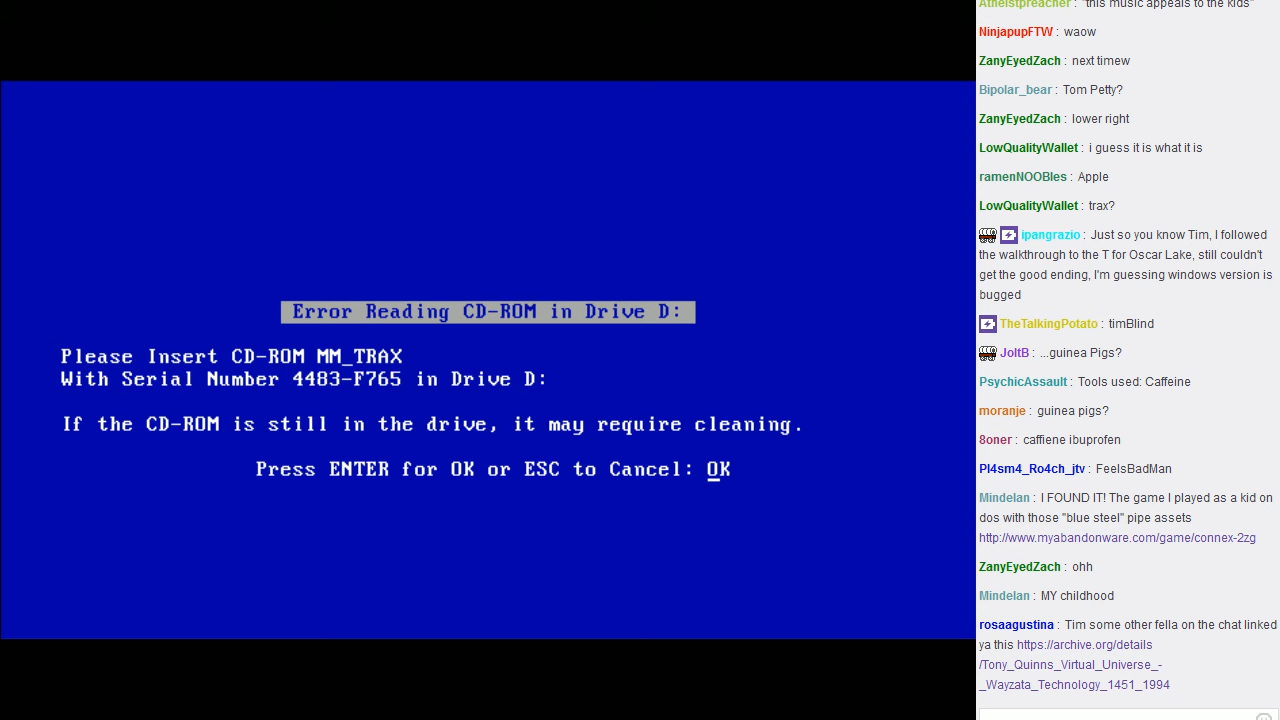 Error Reading CD-ROM in Drive D:
Please Insert CD-ROM MM_TRAX
With Serial Number 4483-F765 in Drive D:
If the CD-ROM is still in the drive, it may require cleaning.
Press ENTER for OK or ESC to Cancel: OK
Atheistpreacher : "this music appeals to the kids"
NinjapupFTW : waow
ZanyEyedZach : next timew
Bipolar_bear : Tom Petty?
ZanyEyedZach : lower right
LowQualityWallet : i guess it is what it is
ramenNOOBles : Apple
LowQualityWallet : trax?
ipangrazio : Just so you know Tim, I followed
the walkthrough to the T for Oscar Lake, still couldn't
get the good ending, I'm guessing windows version is
bugged
TheTalkingPotato : timBlind
JoltB : ...guinea Pigs?
PsychicAssault : Tools used: Caffeine
moranje : guinea pigs?
8oner : caffiene ibuprofen
Pl4sm4_Ro4ch_jtv : FeelsBadMan
Mindelan : I FOUND IT! The game I played as a kid on
dos with those "blue steel" pipe assets
http://www.myabandonware.com/game/connex-2zg
ZanyEyedZach : ohh
Mindelan : MY childhood
rosaagustina : Tim some other fella on the chat linked
ya this https://archive.org/details
/Tony_Quinns_Virtual_Universe_-
_Wayzata_Technology_1451_1994